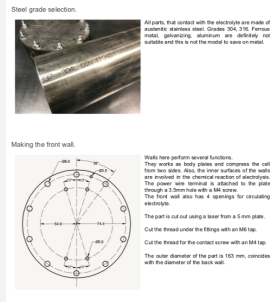 Steel grade selection.
All parts, that contact with the electrolyte are made of
austenitic stainless steel. Grades 304, 316. Ferrous
metal, galvanizing, aluminum are definitely not
suitable and this is not the model to save on metal.
Making the front wall.
Walls here perform several functions.
They works as body plates and compress the cell
from two sides. Also, the inner surfaces of the walls
are involved in the chemical reaction of electrolysis.
The power wire terminal is attached to the plate
through a 3.5mm hole with a M4 screw.
The front wall also has 4 openings for circulating
electrolyte.
The part is cut out using a laser from a 5 mm plate.
Cut the thread under the fittings with an M6 tap.
Cut the thread for the contact screw with an M4 tap.
The outer diameter of the part is 163 mm, coincides
with the diameter of the back wall.